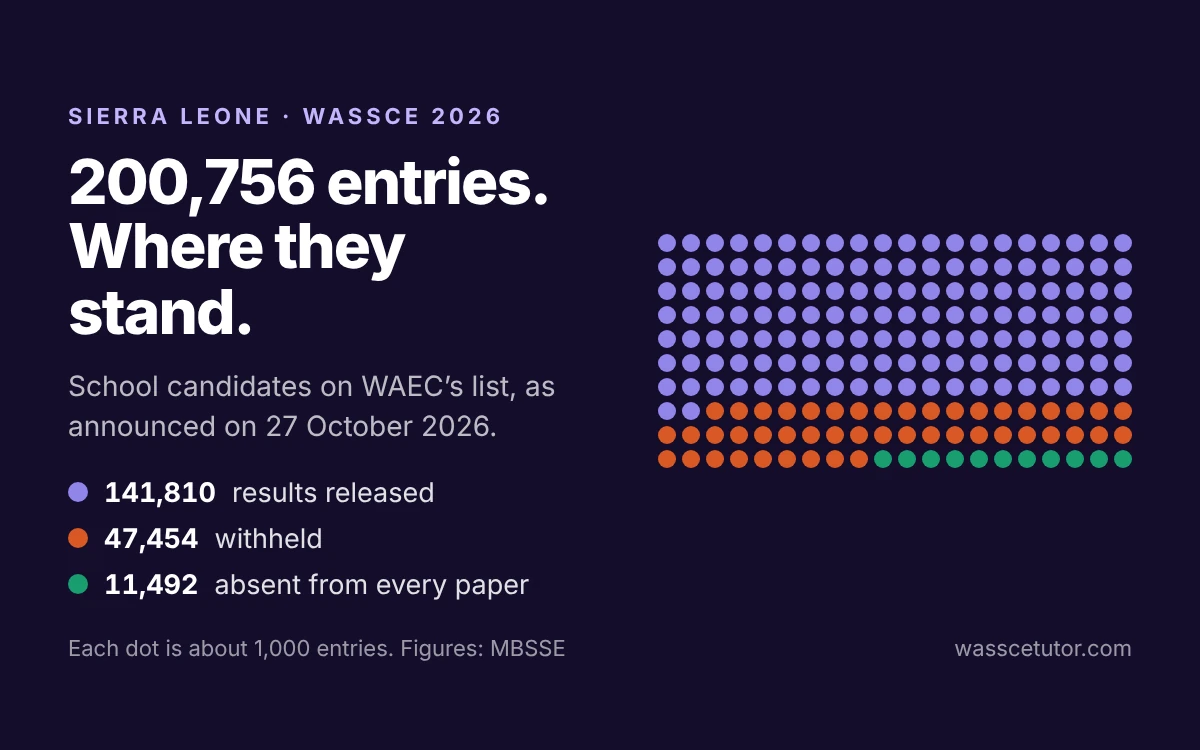 SIERRA LEONE · WASSCE 2026
200,756 entries.
Where they
stand.
School candidates on WAEC’s list, as
announced on 27 October 2026.
141,810 results released
47,454 withheld
11,492 absent from every paper
Each dot is about 1,000 entries. Figures: MBSSE
wasscetutor.com